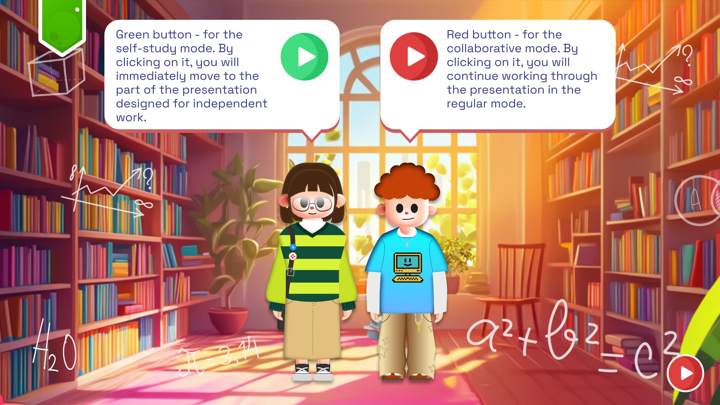 Green button - for the
self-study mode. By
clicking on it, you will
immediately move to the
part of the presentation
designed for independent
work.
Red button - for the
collaborative mode. By
clicking on it, you will
continue working through
the presentation in the
regular mode.
H₂O
π=3,14
a²+b²=c²